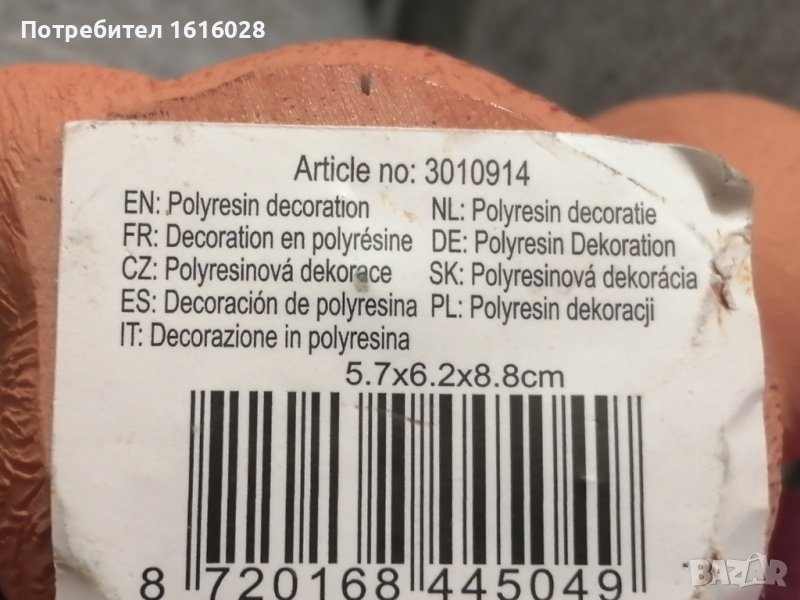 Потребител 1616028
Article no: 3010914
EN: Polyresin decoration NL: Polyresin decoratie
FR: Decoration en polyrésine DE: Polyresin Dekoration
CZ: Polyresinová dekorace SK: Polyresinová dekorácia
ES: Decoración de polyresina PL: Polyresin dekoracji
IT: Decorazione in polyresina
5.7x6.2x8.8cm
8 720168 445049
BAZAR